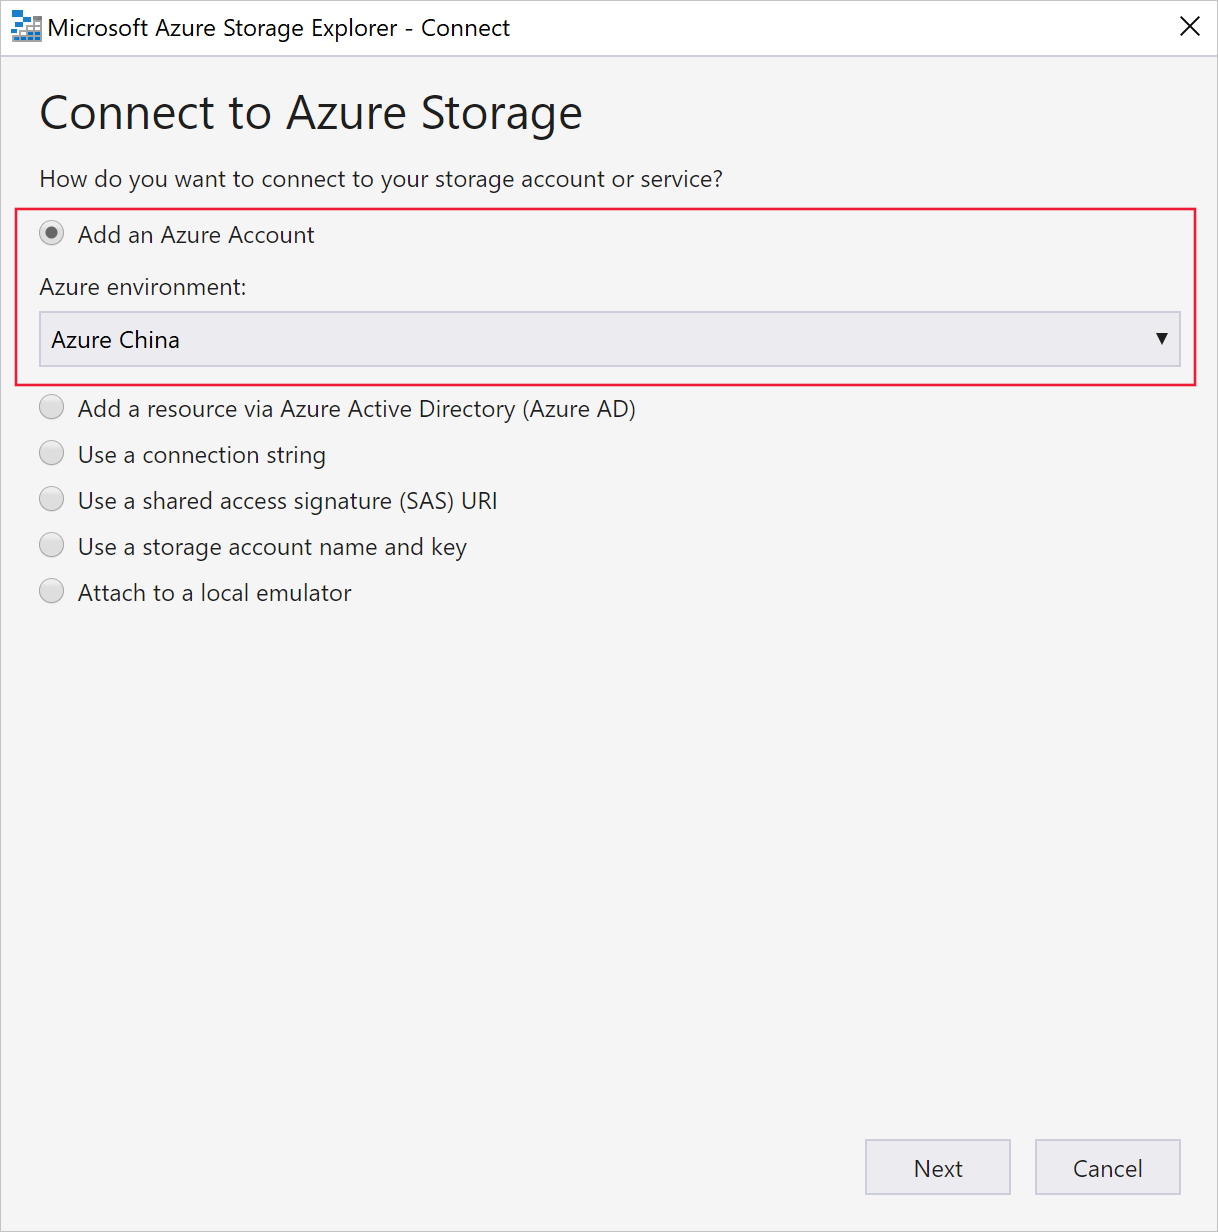 Microsoft Azure Storage Explorer - Connect
Connect to Azure Storage
How do you want to connect to your storage account or service?
Add an Azure Account
Azure environment:
Azure China
Add a resource via Azure Active Directory (Azure AD)
Use a connection string
Use a shared access signature (SAS) URI
Use a storage account name and key
Attach to a local emulator
Next
Cancel